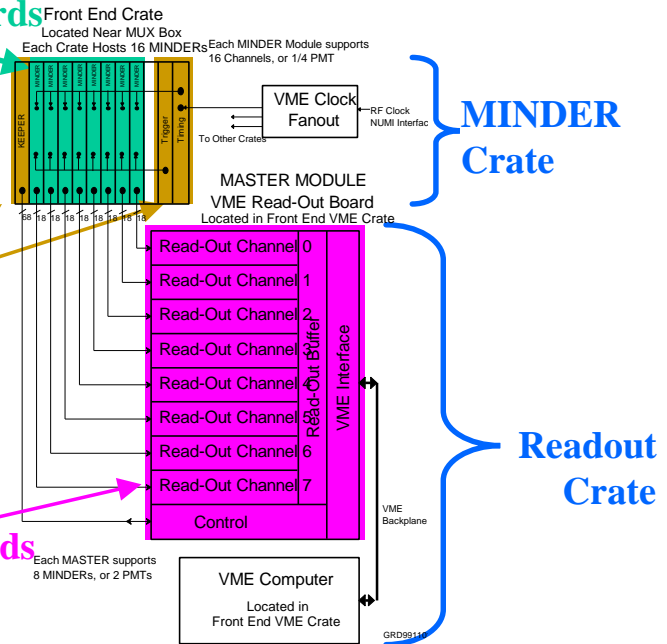 rds
Front End Crate
Located Near MUX Box
Each Crate Hosts 16 MINDERs
Each MINDER Module supports
16 Channels, or 1/4 PMT
KEEPER
MINDER
MINDER
MINDER
MINDER
MINDER
MINDER
MINDER
MINDER
Trigger
Timing
VME Clock
Fanout
RF Clock
NUMI Interfac
To Other Crates
MINDER
Crate
68
18
18
18
18
18
18
18
18
MASTER MODULE
VME Read-Out Board
Located in Front End VME Crate
Read-Out Channel 0
Read-Out Channel 1
Read-Out Channel 2
Read-Out Channel 3
Read-Out Channel 4
Read-Out Channel 5
Read-Out Channel 6
Read-Out Channel 7
Read-Out Buffer
VME Interface
Control
Readout
Crate
VME
Backplane
ds
Each MASTER supports
8 MINDERs, or 2 PMTs
VME Computer
Located in
Front End VME Crate
GRD99110